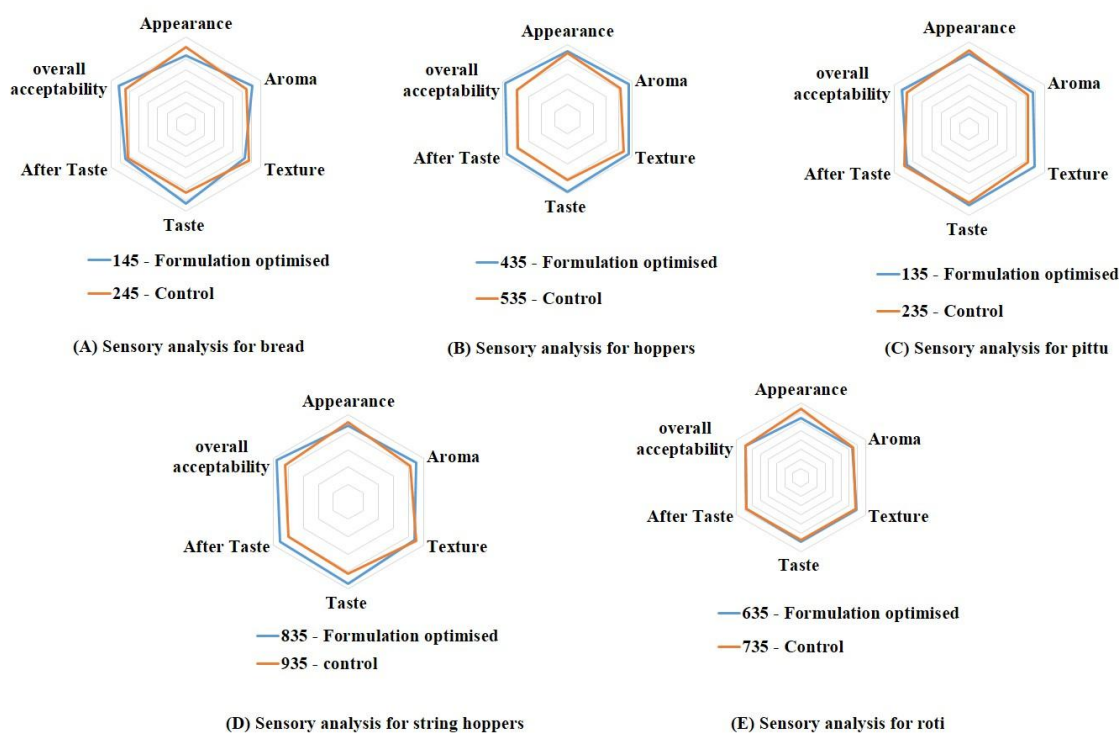 Appearance
Aroma
Texture
Taste
After Taste
overall
acceptability
145 - Formulation optimised
245 - Control
(A) Sensory analysis for bread
Appearance
Aroma
Texture
Taste
After Taste
overall
acceptability
435 - Formulation optimised
535 - Control
(B) Sensory analysis for hoppers
Appearance
Aroma
Texture
Taste
After Taste
overall
acceptability
135 - Formulation optimised
235 - Control
(C) Sensory analysis for pittu
Appearance
Aroma
Texture
Taste
After Taste
overall
acceptability
835 - Formulation optimised
935 - control
(D) Sensory analysis for string hoppers
Appearance
Aroma
Texture
Taste
After Taste
overall
acceptability
635 - Formulation optimised
735 - Control
(E) Sensory analysis for roti